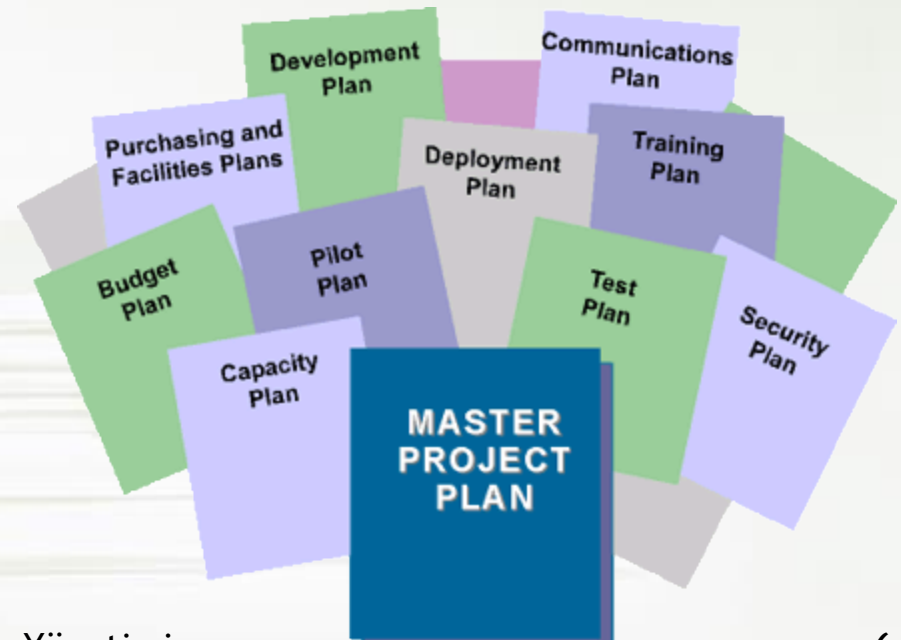 Development
Plan
Communications
Plan
Purchasing and
Facilities Plans
Deployment
Plan
Training
Plan
Budget
Plan
Pilot
Plan
Test
Plan
Security
Plan
Capacity
Plan
MASTER
PROJECT
PLAN